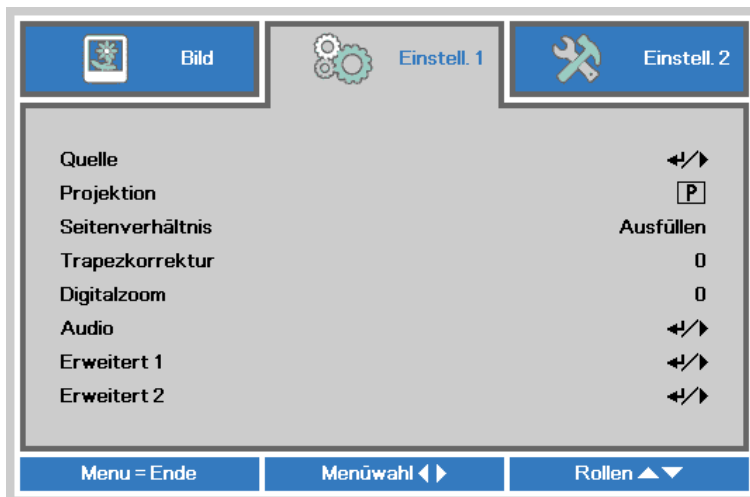 Bild Einstell. 1 Einstell. 2
Quelle ↵/▶
Projektion P
Seitenverhältnis Ausfüllen
Trapezkorrektur 0
Digitalzoom 0
Audio ↵/▶
Erweitert 1 ↵/▶
Erweitert 2 ↵/▶
Menu = Ende Menüwahl ◀ ▶ Rollen ▲▼